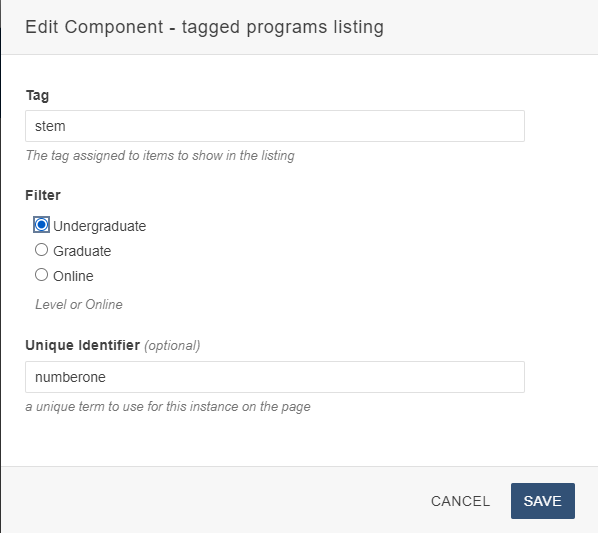 Edit Component - tagged programs listing
Tag
stem
The tag assigned to items to show in the listing
Filter
Undergraduate
Graduate
Online
Level or Online
Unique Identifier (optional)
numberone
a unique term to use for this instance on the page
CANCEL SAVE